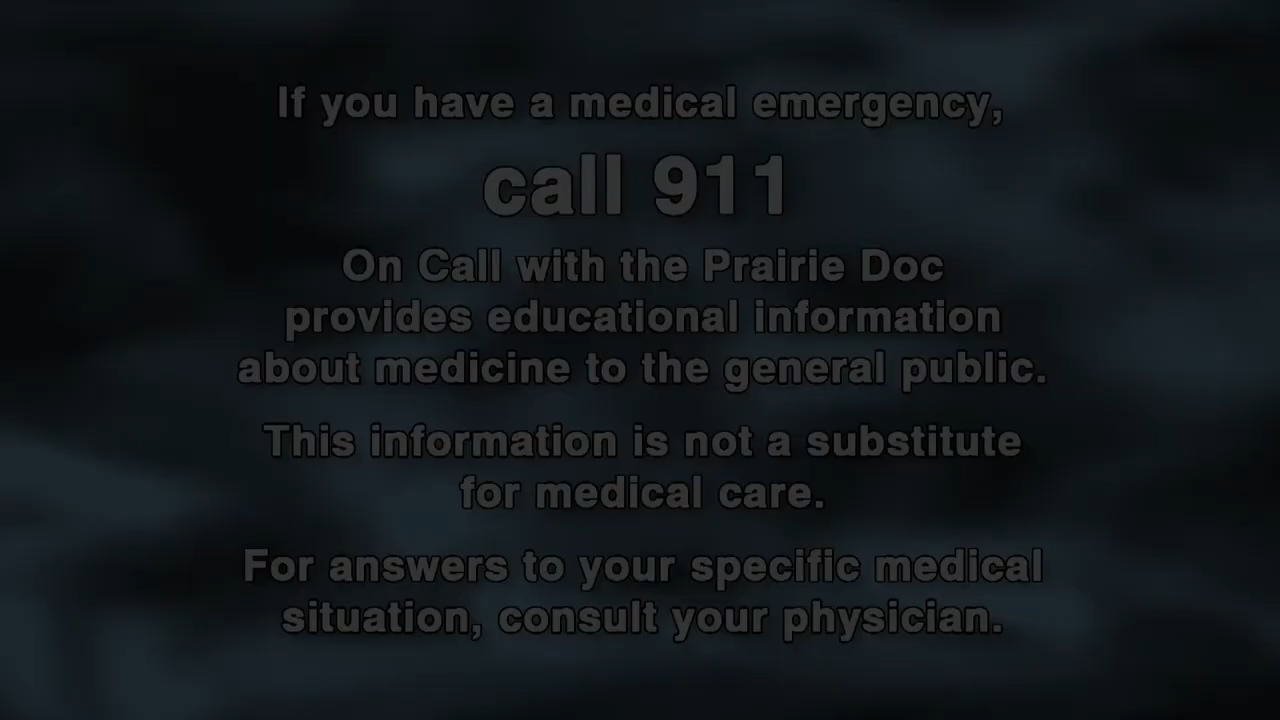 If you have a medical emergency,
call 911
On Call with the Prairie Doc
provides educational information
about medicine to the general public.
This information is not a substitute
for medical care.
For answers to your specific medical
situation, consult your physician.